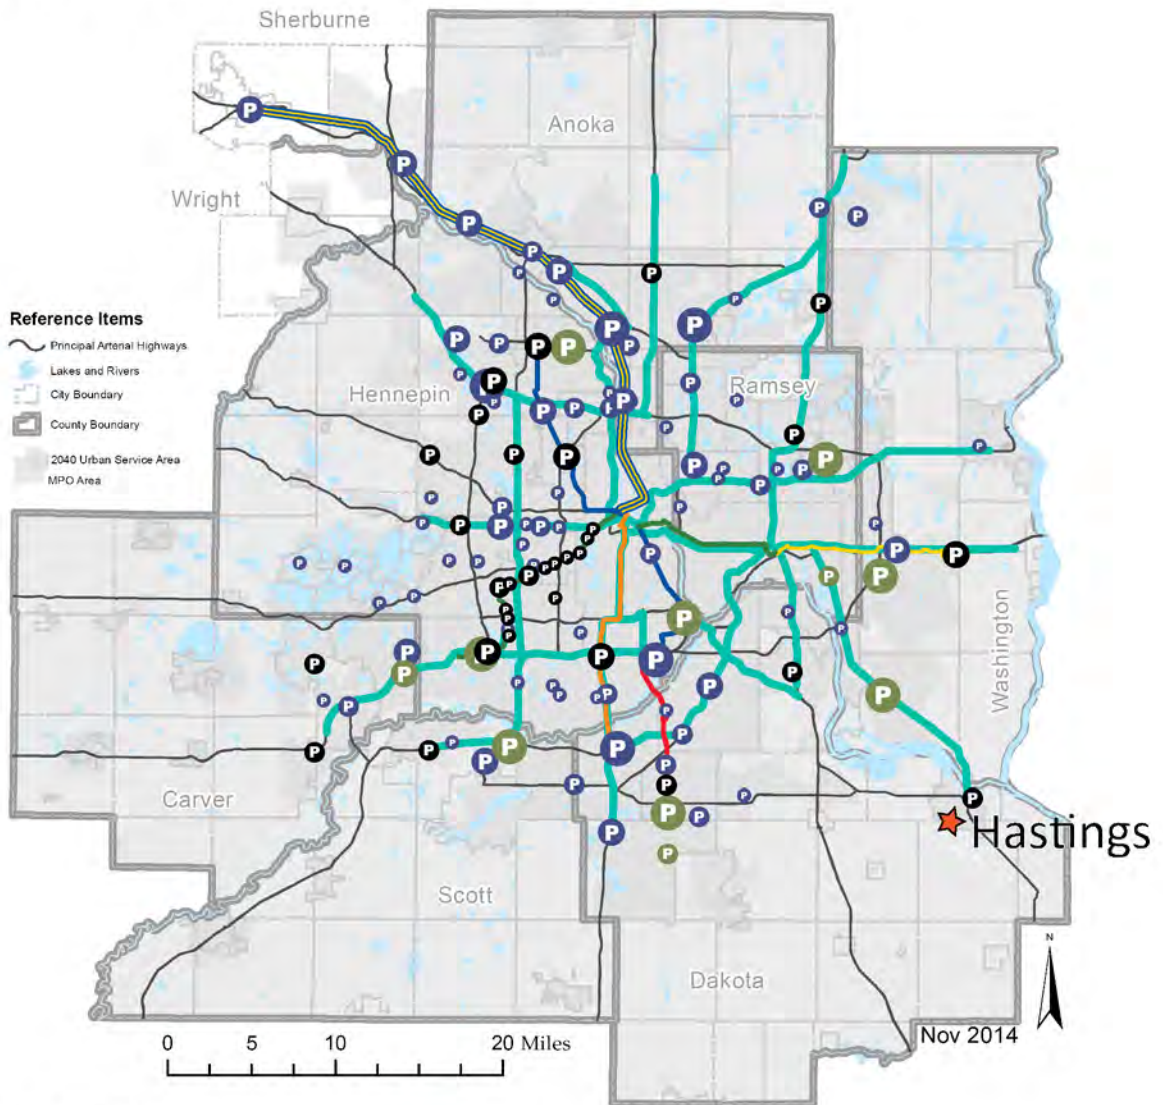 Sherburne
Anoka
Wright
Reference Items
Principal Arterial Highways
Lakes and Rivers
City Boundary
County Boundary
2040 Urban Service Area
MPO Area
Hennepin
Ramsey
Washington
Carver
Hastings
Scott
Dakota
N
Nov 2014
0 5 10 20 Miles